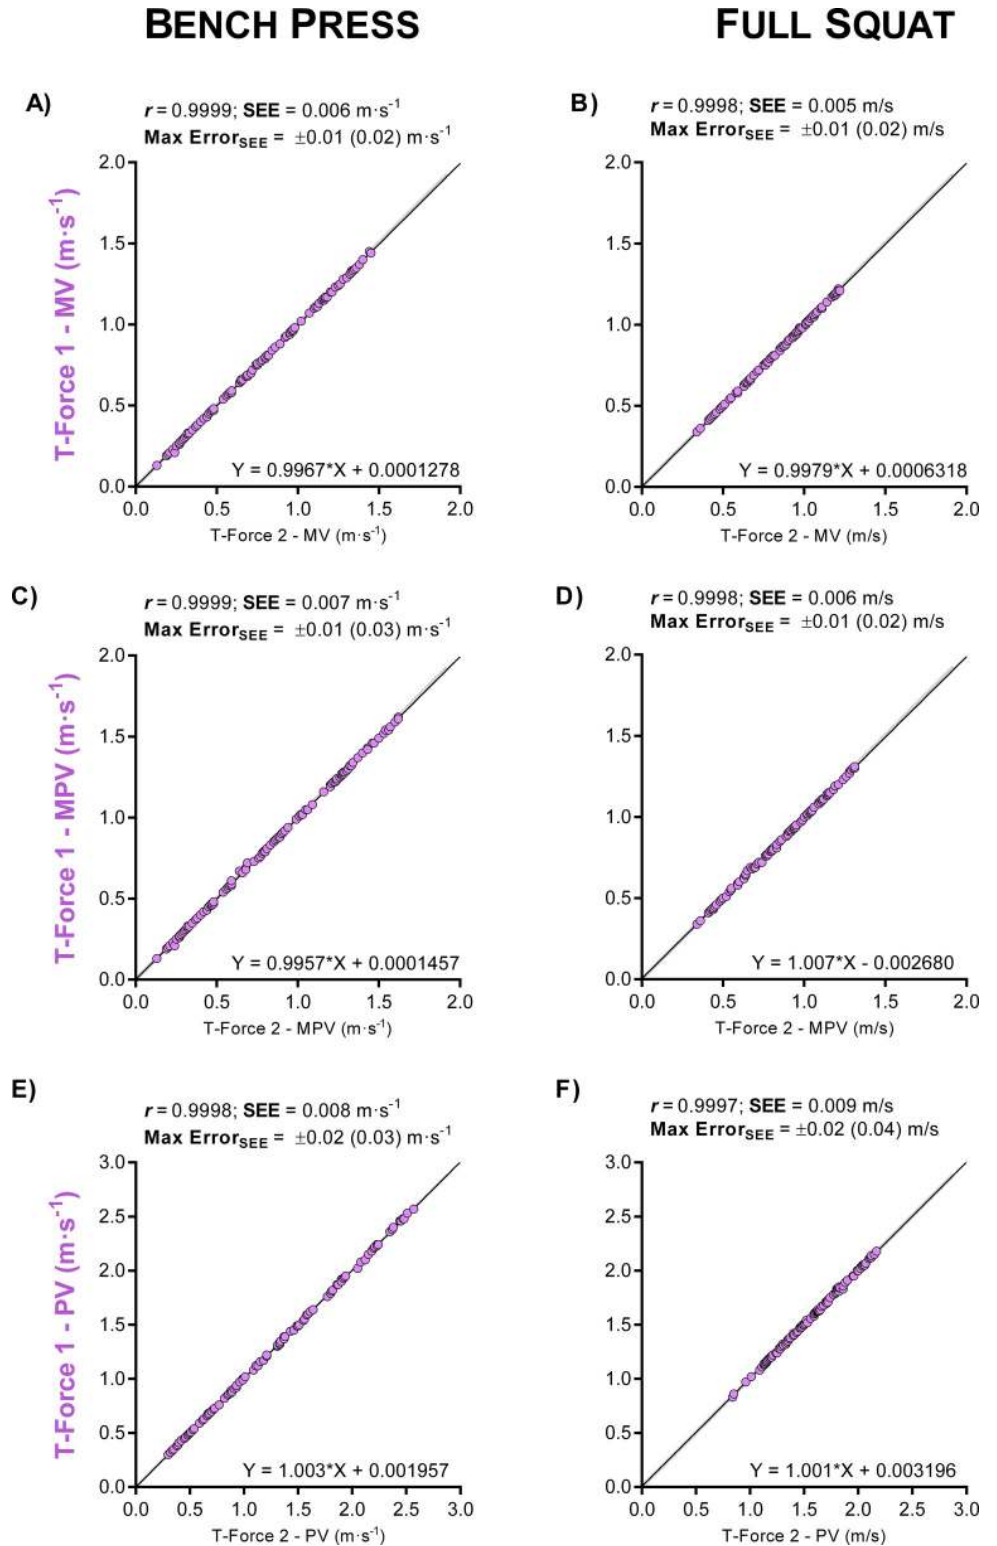 BENCH PRESS
FULL SQUAT
A)
r = 0.9999; SEE = 0.006 m·s⁻¹
Max ErrorSEE = ±0.01 (0.02) m·s⁻¹
T-Force 1 - MV (m·s⁻¹)
2.0
1.5
1.0
0.5
0.0
Y = 0.9967*X + 0.0001278
0.0 0.5 1.0 1.5 2.0
T-Force 2 - MV (m·s⁻¹)
B)
r = 0.9998; SEE = 0.005 m/s
Max ErrorSEE = ±0.01 (0.02) m/s
2.0
1.5
1.0
0.5
0.0
Y = 0.9979*X + 0.0006318
0.0 0.5 1.0 1.5 2.0
T-Force 2 - MV (m/s)
C)
r = 0.9999; SEE = 0.007 m·s⁻¹
Max ErrorSEE = ±0.01 (0.03) m·s⁻¹
T-Force 1 - MPV (m·s⁻¹)
2.0
1.5
1.0
0.5
0.0
Y = 0.9957*X + 0.0001457
0.0 0.5 1.0 1.5 2.0
T-Force 2 - MPV (m·s⁻¹)
D)
r = 0.9998; SEE = 0.006 m/s
Max ErrorSEE = ±0.01 (0.02) m/s
2.0
1.5
1.0
0.5
0.0
Y = 1.007*X - 0.002680
0.0 0.5 1.0 1.5 2.0
T-Force 2 - MPV (m/s)
E)
r = 0.9998; SEE = 0.008 m·s⁻¹
Max ErrorSEE = ±0.02 (0.03) m·s⁻¹
T-Force 1 - PV (m·s⁻¹)
3.0
2.5
2.0
1.5
1.0
0.5
0.0
Y = 1.003*X + 0.001957
0.0 0.5 1.0 1.5 2.0 2.5 3.0
T-Force 2 - PV (m·s⁻¹)
F)
r = 0.9997; SEE = 0.009 m/s
Max ErrorSEE = ±0.02 (0.04) m/s
3.0
2.5
2.0
1.5
1.0
0.5
0.0
Y = 1.001*X + 0.003196
0.0 0.5 1.0 1.5 2.0 2.5 3.0
T-Force 2 - PV (m/s)